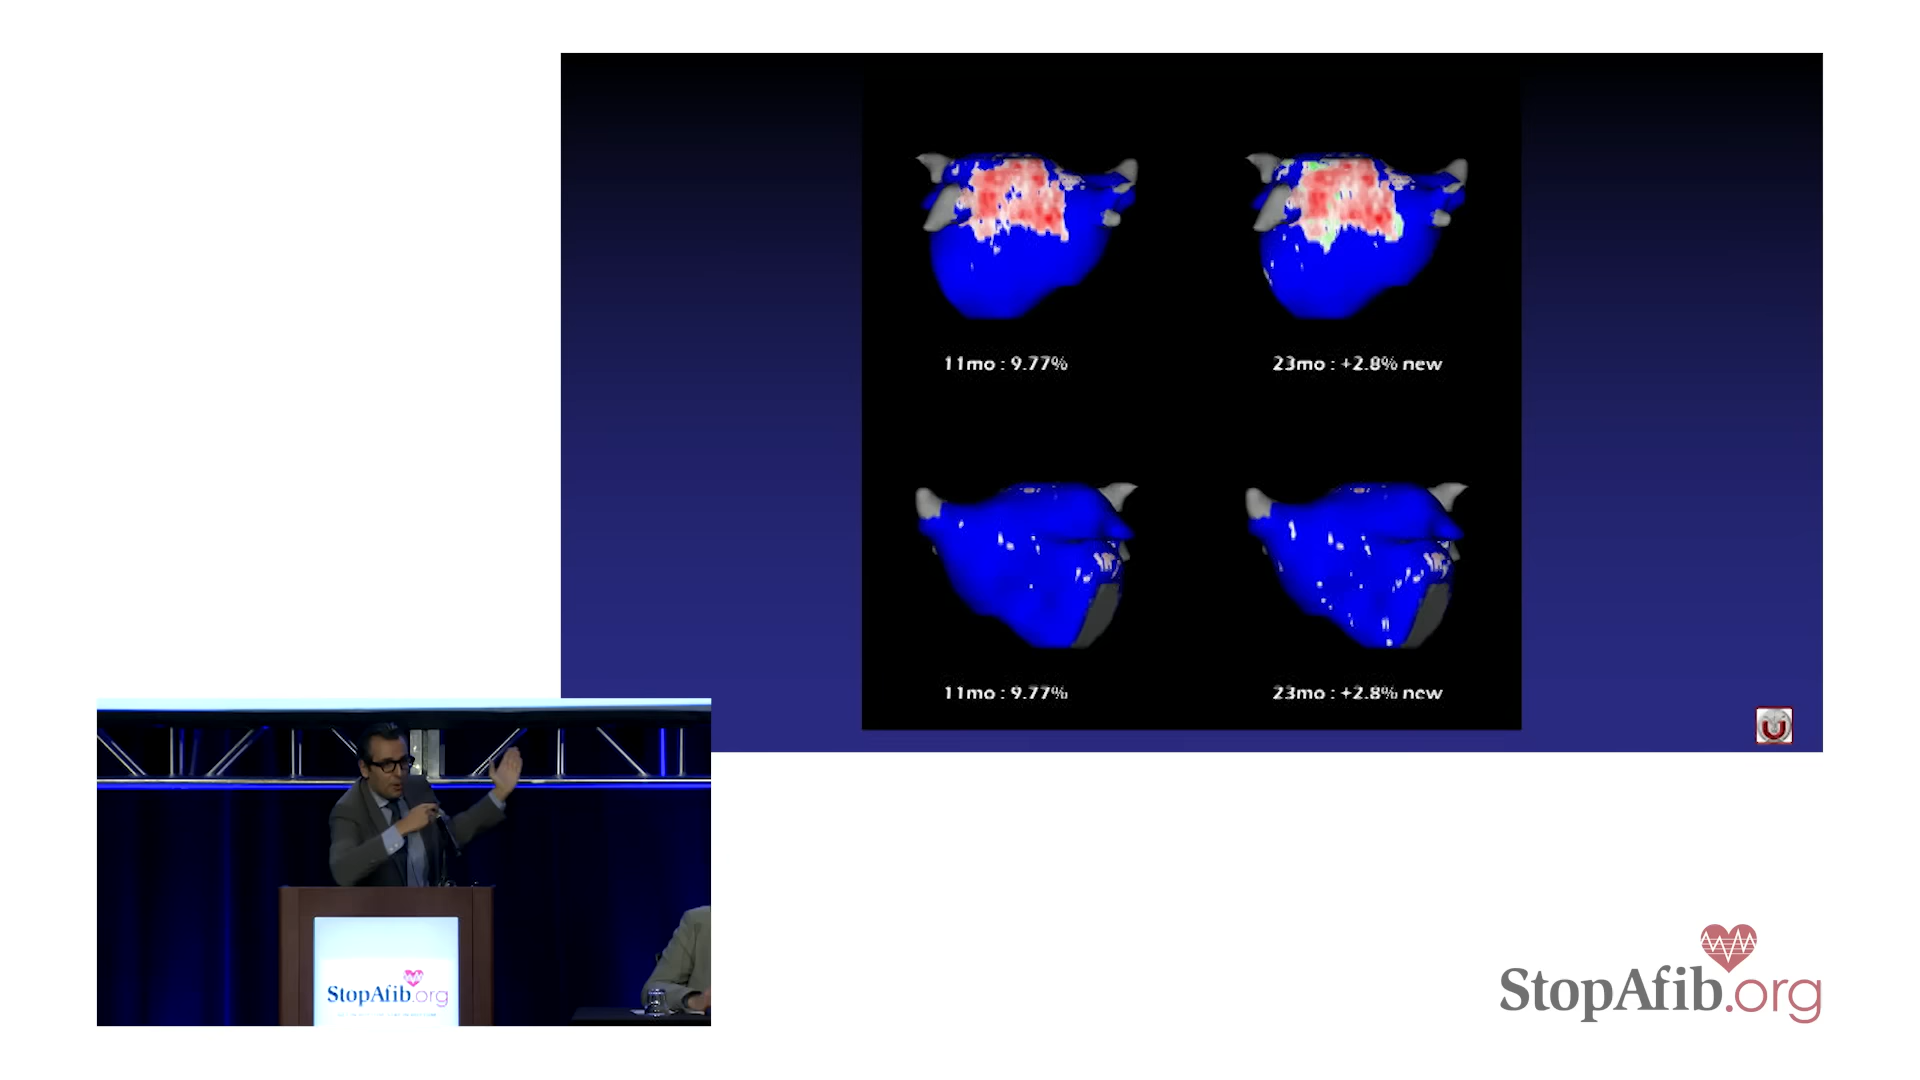 11mo : 9.77%
23mo : +2.8% new
11mo : 9.77%
23mo : +2.8% new
U
StopAfib.org
StopAfib.org